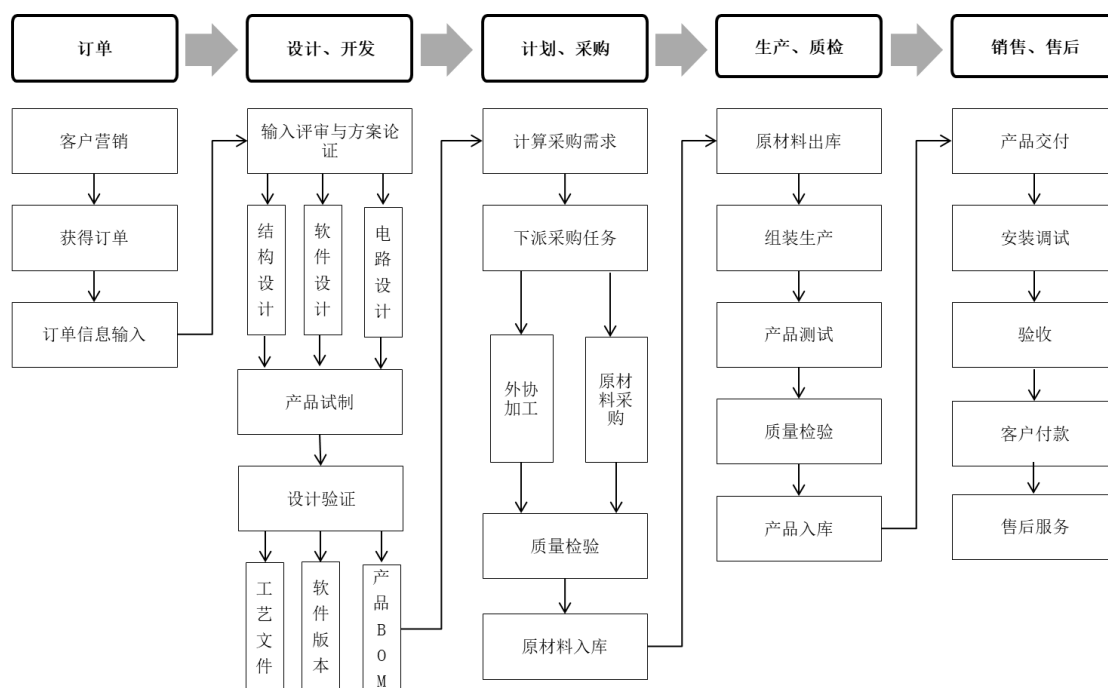 订单
设计、开发
计划、采购
生产、质检
销售、售后
客户营销
获得订单
订单信息输入
输入评审与方案论
证
结构设计
软件设计
电路设计
产品试制
设计验证
工艺文件
软件版本
产品BOM
计算采购需求
下派采购任务
外协
加工
原材
料采
购
质量检验
原材料入库
原材料出库
组装生产
产品测试
质量检验
产品入库
产品交付
安装调试
验收
客户付款
售后服务